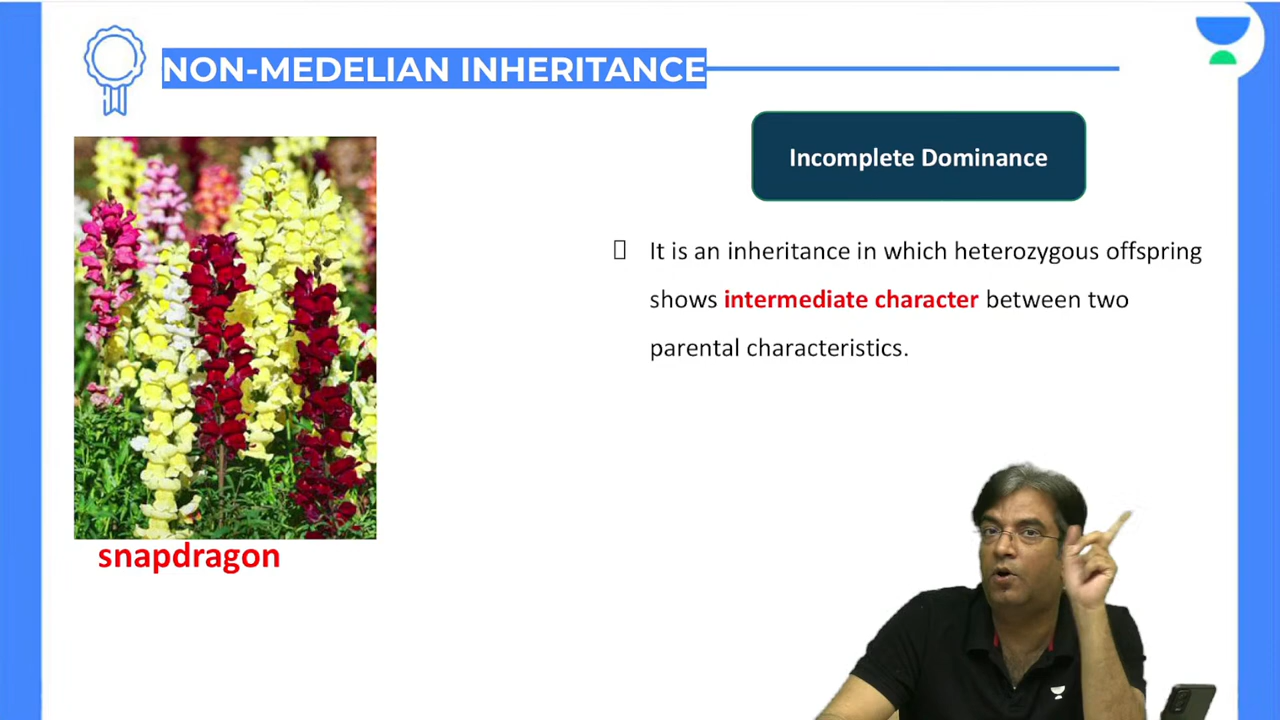 NON-MEDELIAN INHERITANCE
Incomplete Dominance
It is an inheritance in which heterozygous offspring
shows intermediate character between two
parental characteristics.
snapdragon